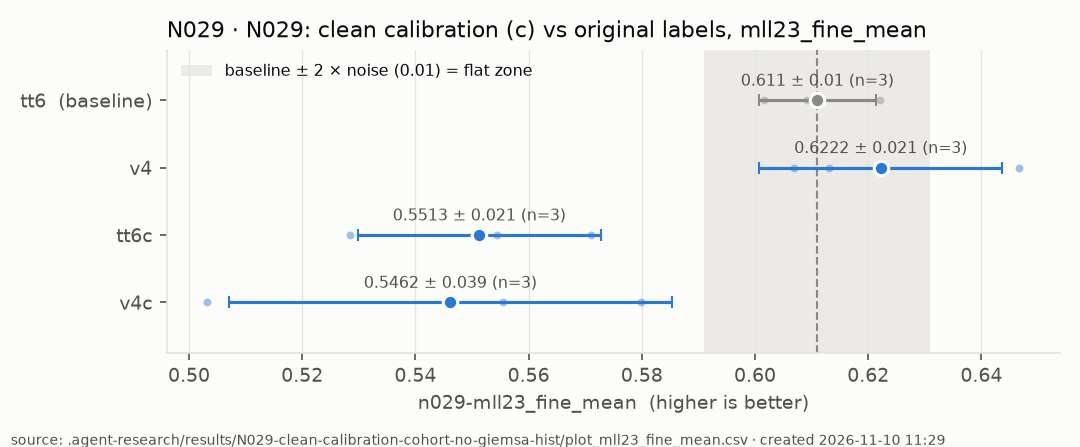 N029 · N029: clean calibration (c) vs original labels, mll23_fine_mean
baseline ± 2 × noise (0.01) = flat zone
tt6 (baseline)
0.611 ± 0.01 (n=3)
v4
0.6222 ± 0.021 (n=3)
tt6c
0.5513 ± 0.021 (n=3)
v4c
0.5462 ± 0.039 (n=3)
0.50 0.52 0.54 0.56 0.58 0.60 0.62 0.64
n029-mll23_fine_mean (higher is better)
source: .agent-research/results/N029-clean-calibration-cohort-no-giemsa-hist/plot_mll23_fine_mean.csv · created 2026-11-10 11:29